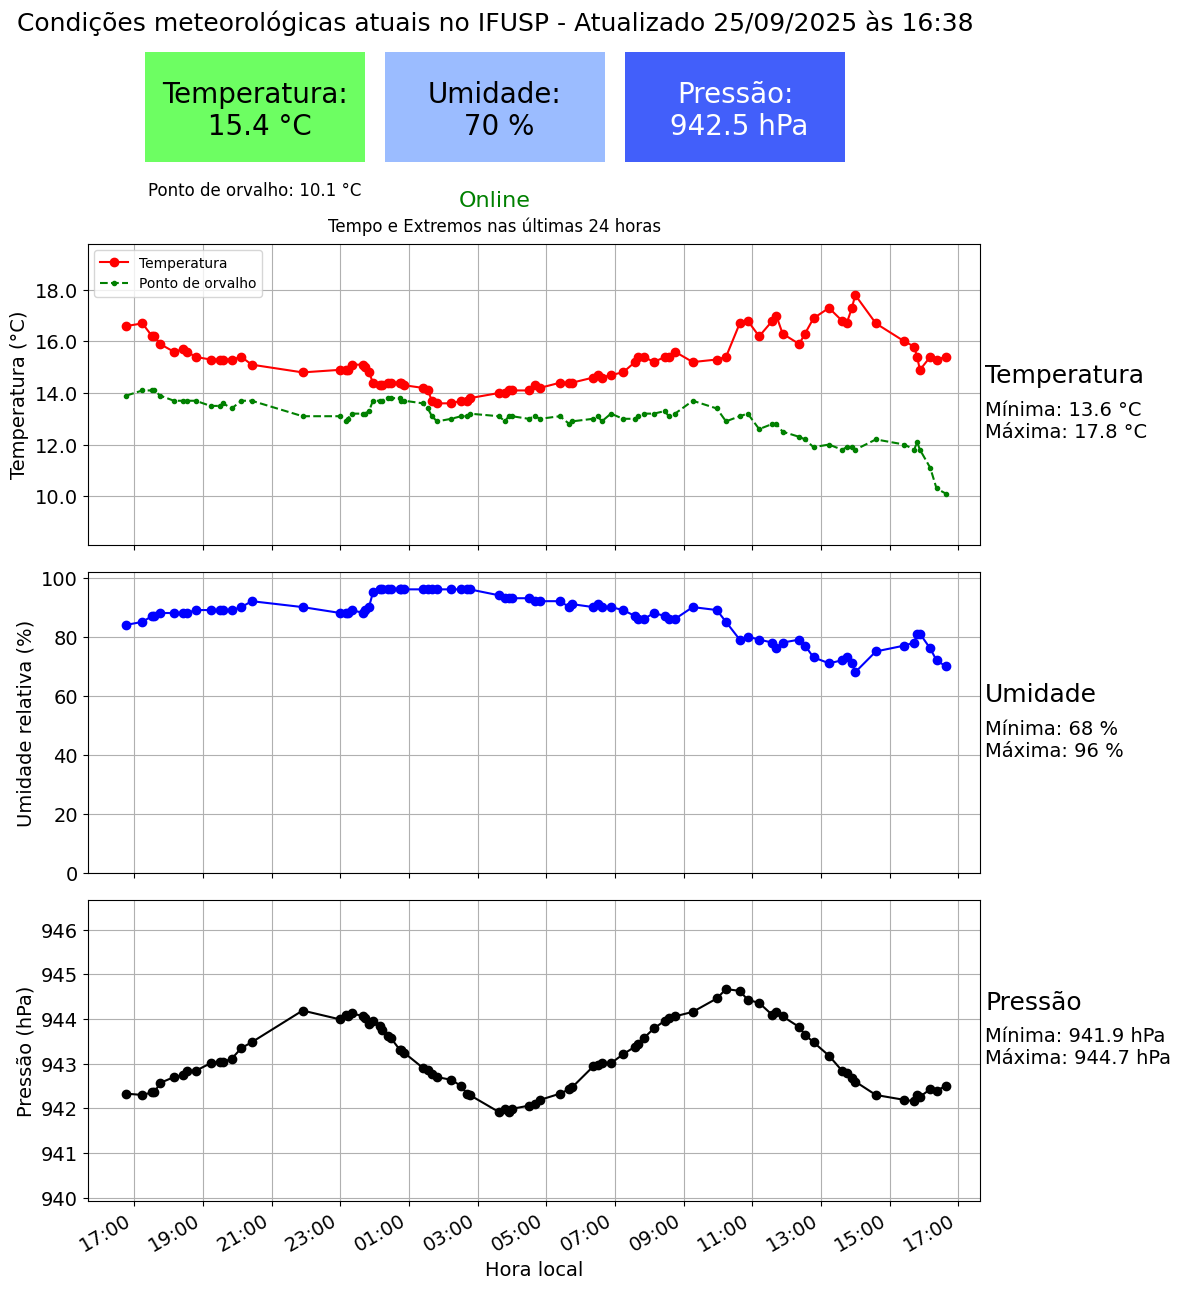 Condições meteorológicas atuais no IFUSP - Atualizado 25/09/2025 às 16:38
Temperatura:
15.4 °C
Umidade:
70 %
Pressão:
942.5 hPa
Ponto de orvalho: 10.1 °C
Online
Tempo e Extremos nas últimas 24 horas
Temperatura
Ponto de orvalho
18.0
16.0
14.0
12.0
10.0
Temperatura (°C)
Temperatura
Mínima: 13.6 °C
Máxima: 17.8 °C
100
80
60
40
20
0
Umidade relativa (%)
Umidade
Mínima: 68 %
Máxima: 96 %
946
945
944
943
942
941
940
Pressão (hPa)
Pressão
Mínima: 941.9 hPa
Máxima: 944.7 hPa
17:00 19:00 21:00 23:00 01:00 03:00 05:00 07:00 09:00 11:00 13:00 15:00 17:00
Hora local